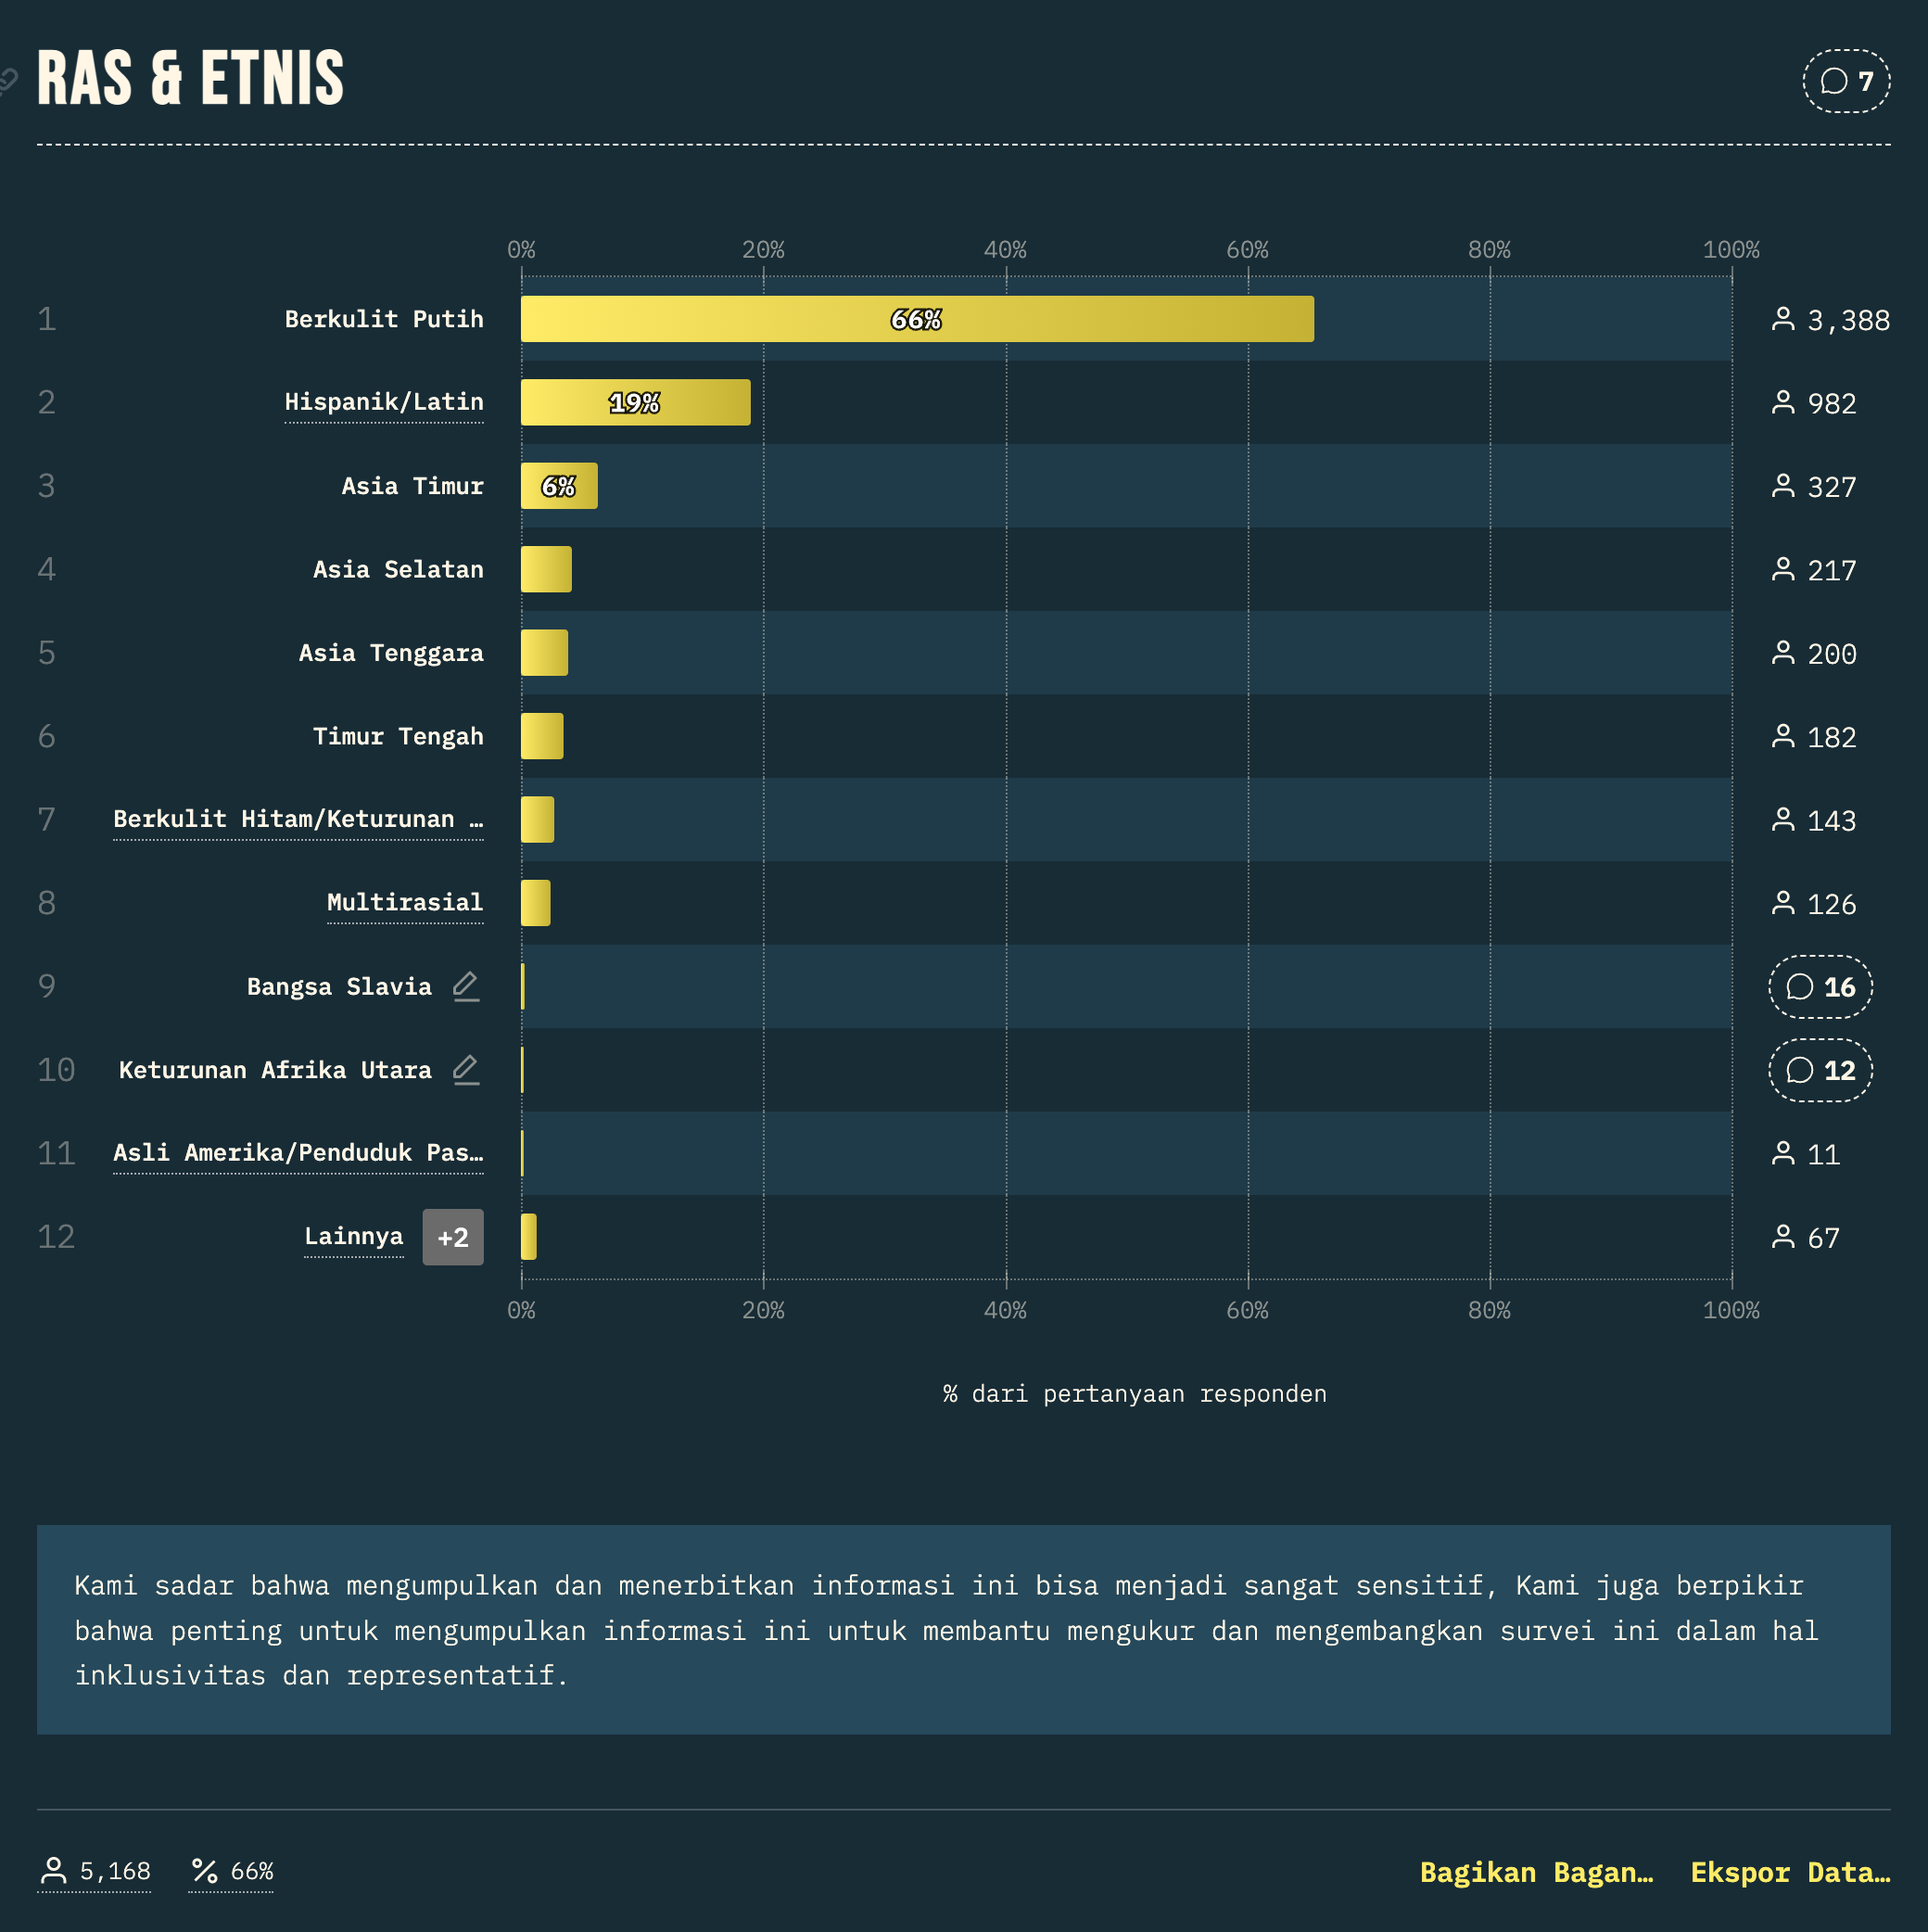 RAS & ETNIS
7
0% 20% 40% 60% 80% 100%
1 Berkulit Putih 66% 3,388
2 Hispanik/Latin 19% 982
3 Asia Timur 6% 327
4 Asia Selatan 217
5 Asia Tenggara 200
6 Timur Tengah 182
7 Berkulit Hitam/Keturunan … 143
8 Multirasial 126
9 Bangsa Slavia 16
10 Keturunan Afrika Utara 12
11 Asli Amerika/Penduduk Pas… 11
12 Lainnya +2 67
0% 20% 40% 60% 80% 100%
% dari pertanyaan responden
Kami sadar bahwa mengumpulkan dan menerbitkan informasi ini bisa menjadi sangat sensitif, Kami juga berpikir
bahwa penting untuk mengumpulkan informasi ini untuk membantu mengukur dan mengembangkan survei ini dalam hal
inklusivitas dan representatif.
5,168 % 66% Bagikan Bagan… Ekspor Data…